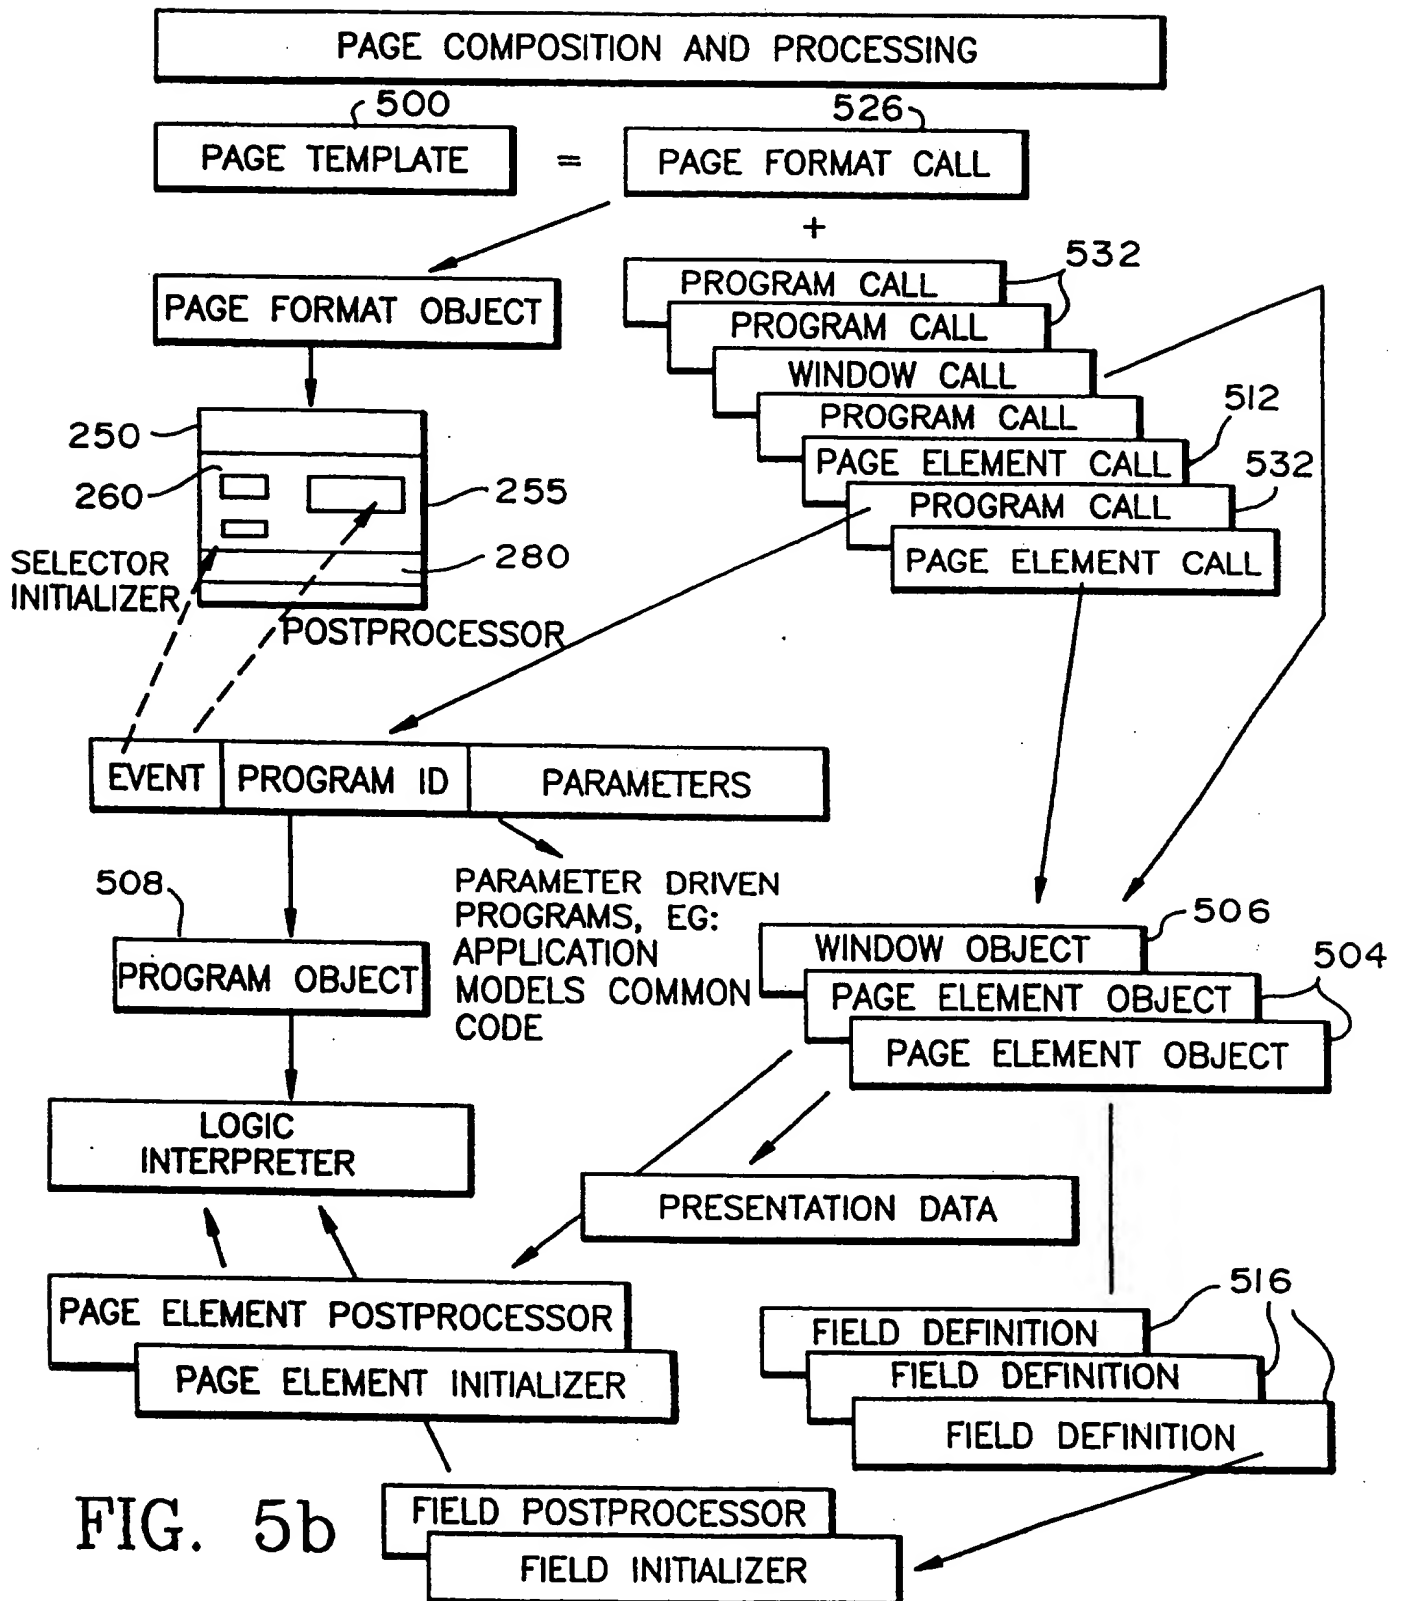 PAGE COMPOSITION AND PROCESSING
500
526
PAGE TEMPLATE
=
PAGE FORMAT CALL
+
532
PROGRAM CALL
PAGE FORMAT OBJECT
PROGRAM CALL
WINDOW CALL
PROGRAM CALL
512
250
PAGE ELEMENT CALL
532
260
255
PROGRAM CALL
280
PAGE ELEMENT CALL
SELECTOR
INITIALIZER
POSTPROCESSOR
EVENT
PROGRAM ID
PARAMETERS
508
PARAMETER DRIVEN
PROGRAMS, EG:
APPLICATION
MODELS COMMON
CODE
506
WINDOW OBJECT
504
PROGRAM OBJECT
PAGE ELEMENT OBJECT
PAGE ELEMENT OBJECT
LOGIC
INTERPRETER
PRESENTATION DATA
516
PAGE ELEMENT POSTPROCESSOR
FIELD DEFINITION
PAGE ELEMENT INITIALIZER
FIELD DEFINITION
FIELD DEFINITION
FIG. 5b
FIELD POSTPROCESSOR
FIELD INITIALIZER